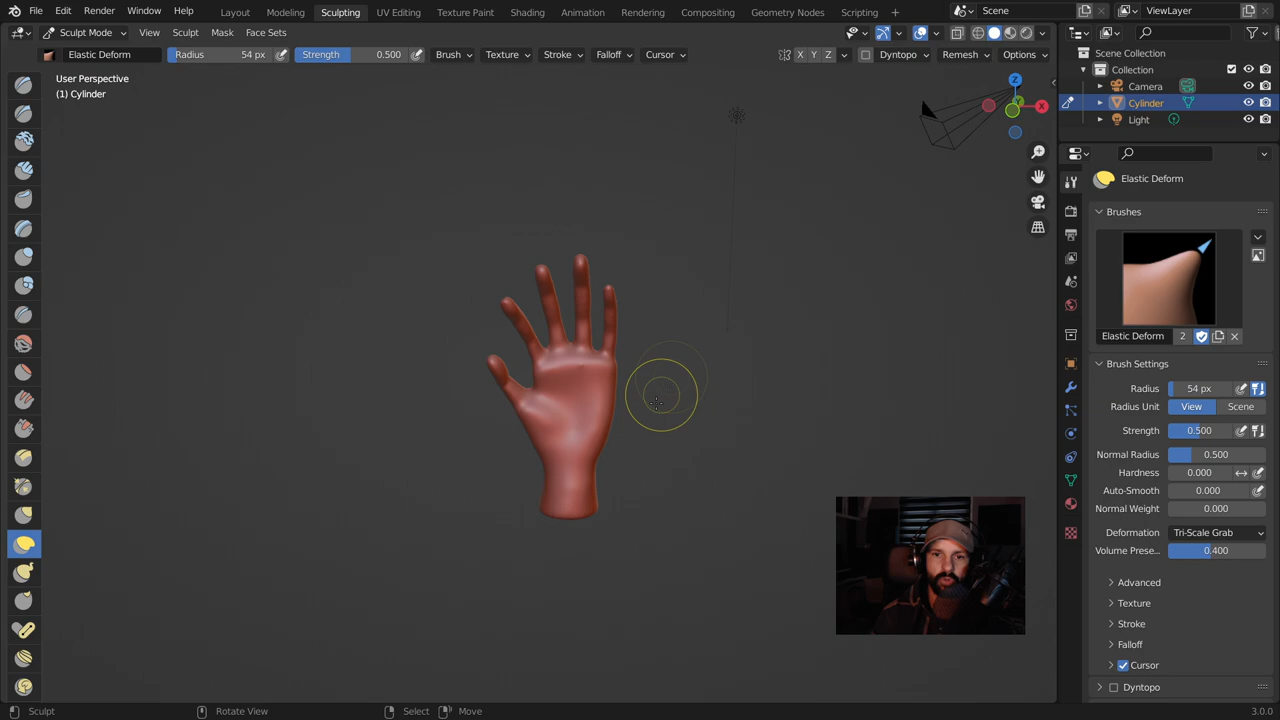 File Edit Render Window Help Layout Modeling Sculpting UV Editing Texture Paint Shading Animation Rendering Compositing Geometry Nodes Scripting + Scene ViewLayer
Sculpt Mode View Sculpt Mask Face Sets
Elastic Deform Radius 54 px Strength 0.500 Brush Texture Stroke Falloff Cursor X Y Z Dyntopo Remesh Options
User Perspective
(1) Cylinder
Z
X
Scene Collection
Collection
Camera
Cylinder
Light
Elastic Deform
Brushes
Elastic Deform 2
Brush Settings
Radius 54 px
Radius Unit View Scene
Strength 0.500
Normal Radius 0.500
Hardness 0.000
Auto-Smooth 0.000
Normal Weight 0.000
Deformation Tri-Scale Grab
Volume Prese... 0.400
Advanced
Texture
Stroke
Falloff
Cursor
Dyntopo
Sculpt Rotate View Select Move 3.0.0